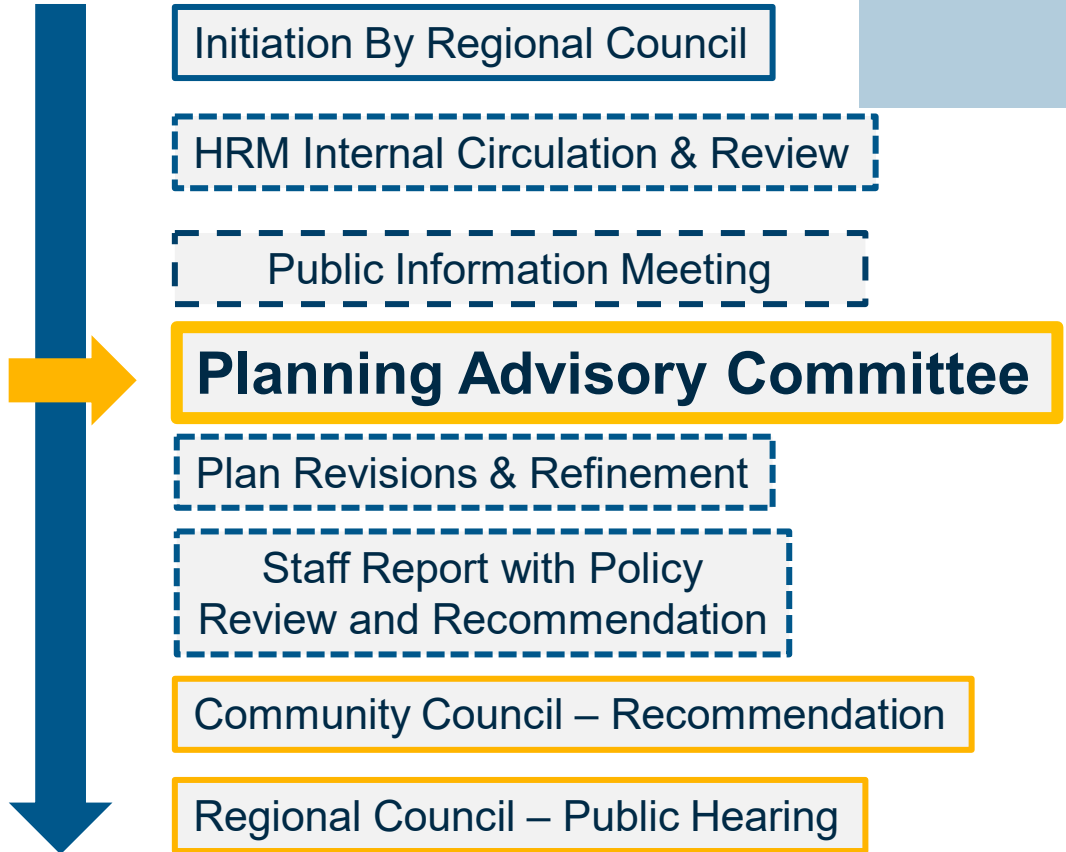 Initiation By Regional Council
HRM Internal Circulation & Review
Public Information Meeting
Planning Advisory Committee
Plan Revisions & Refinement
Staff Report with Policy
Review and Recommendation
Community Council – Recommendation
Regional Council – Public Hearing